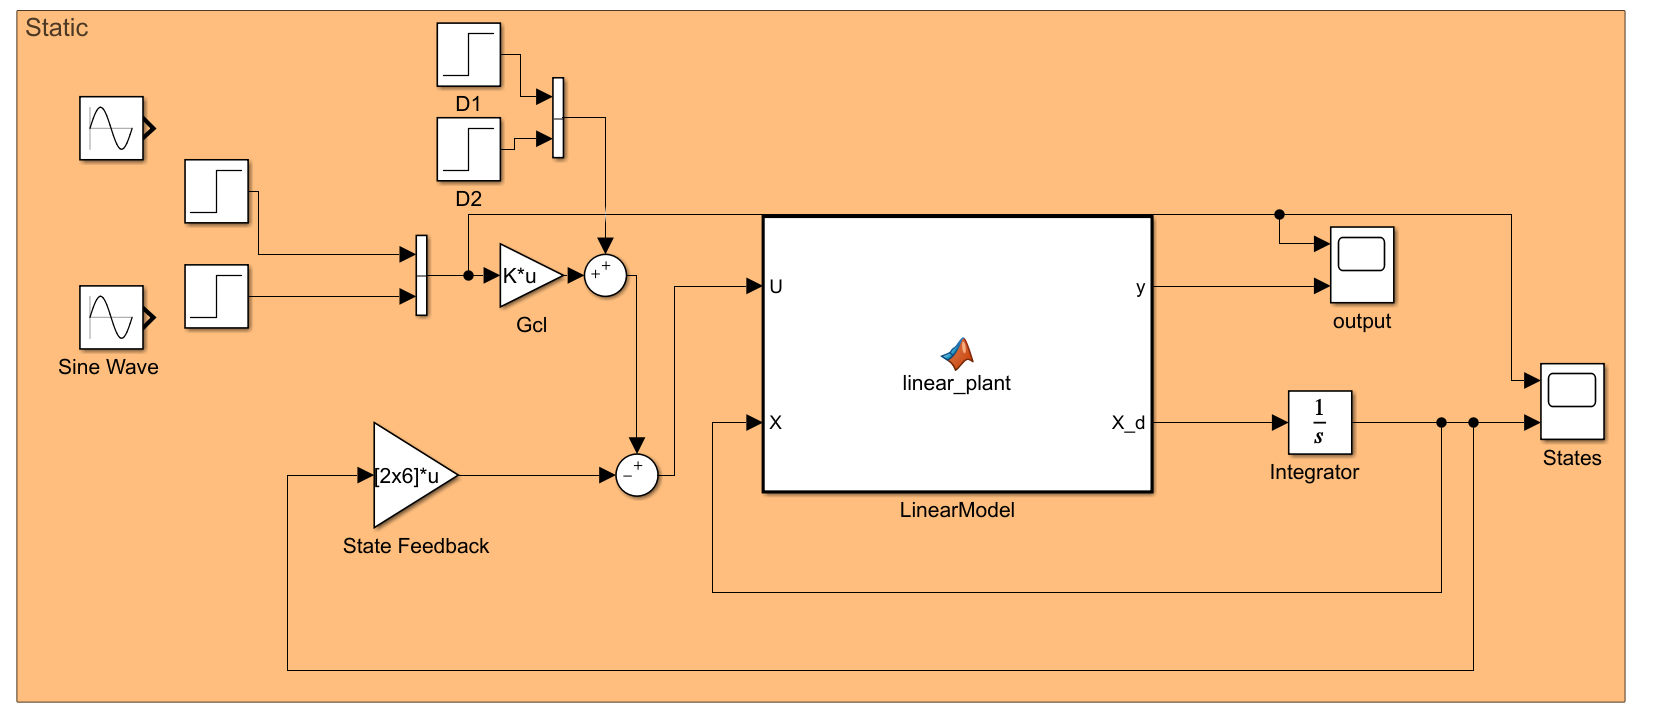 Static
D1
D2
K*u
++
Gcl
Sine Wave
U
y
output
linear_plant
X
X_d
1
s
Integrator
States
[2x6]*u
−+
LinearModel
State Feedback